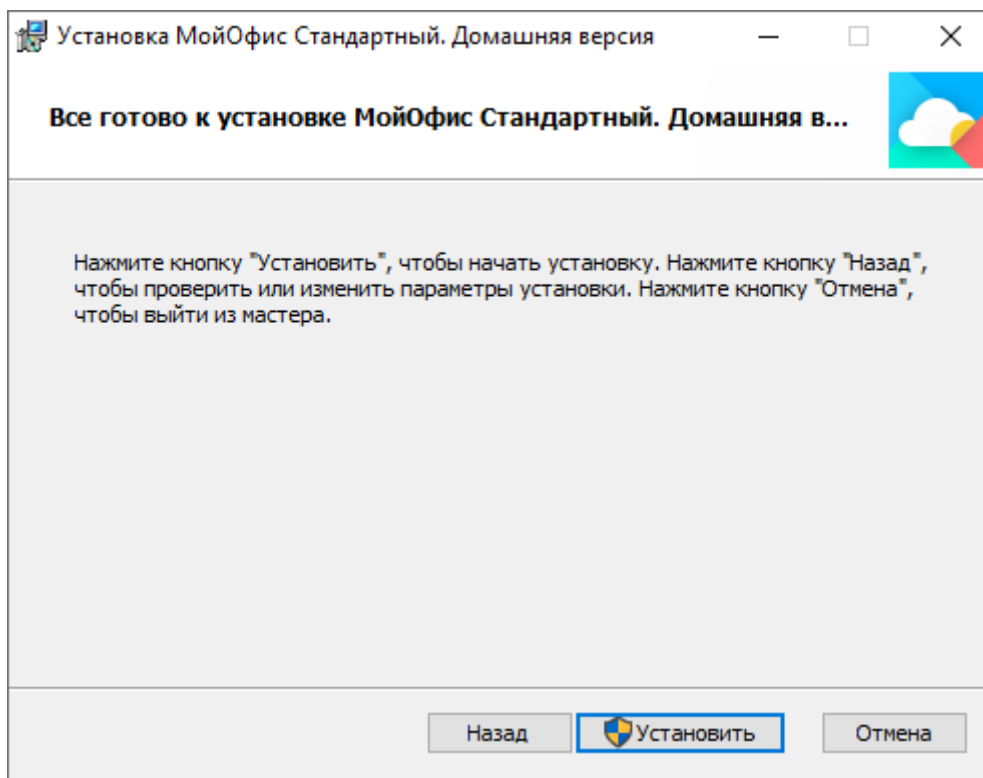 Установка МойОфис Стандартный. Домашняя версия
Все готово к установке МойОфис Стандартный. Домашняя в...
Нажмите кнопку "Установить", чтобы начать установку. Нажмите кнопку "Назад",
чтобы проверить или изменить параметры установки. Нажмите кнопку "Отмена",
чтобы выйти из мастера.
Назад Установить Отмена